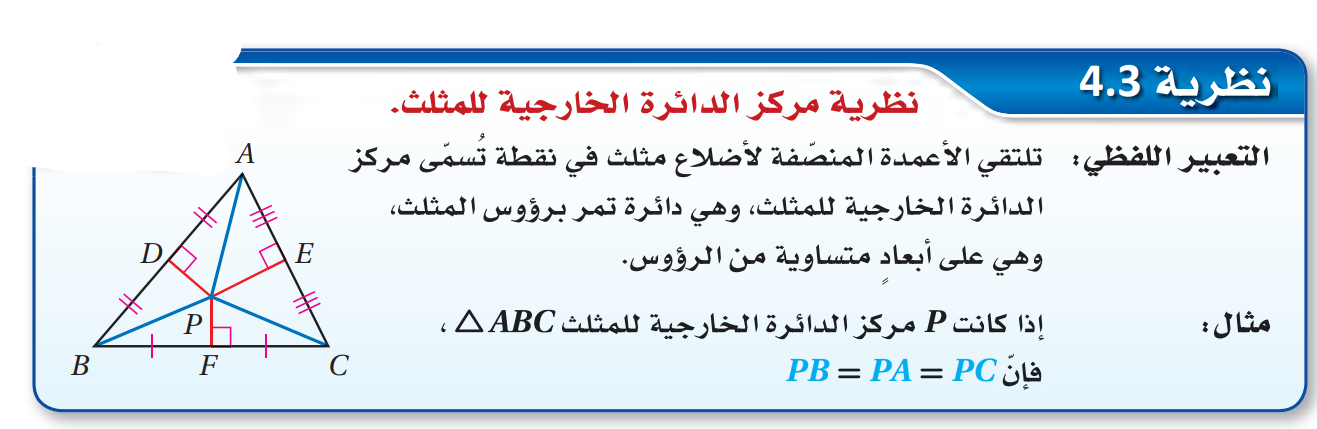 نظرية 4.3
نظرية مركز الدائرة الخارجية للمثلث.
التعبير اللفظي: تلتقي الأعمدة المنصّفة لأضلاع مثلث في نقطة تُسمّى مركز
الدائرة الخارجية للمثلث، وهي دائرة تمر برؤوس المثلث،
وهي على أبعادٍ متساوية من الرؤوس.
مثال: إذا كانت P مركز الدائرة الخارجية للمثلث △ABC ،
فإنّ PB = PA = PC
A
D
E
P
B
F
C